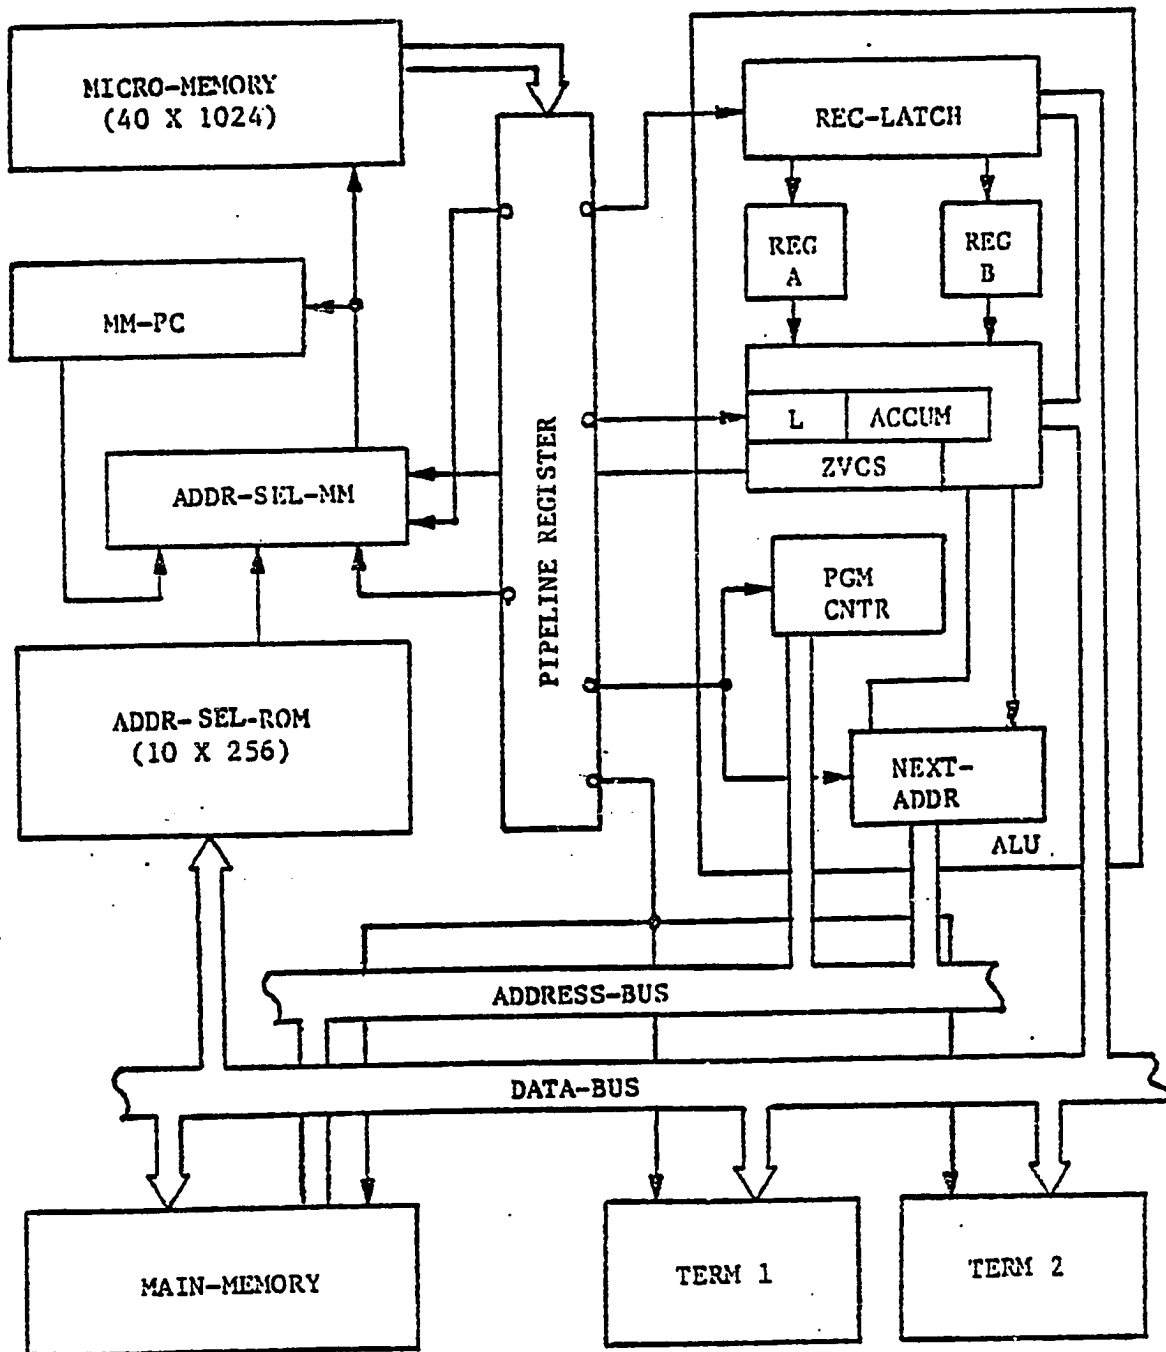 MICRO-MEMORY
(40 X 1024)
REC-LATCH
REG
A
REG
B
MM-PC
L
ACCUM
ZVCS
ADDR-SEL-MM
PIPELINE REGISTER
PGM
CNTR
ADDR-SEL-ROM
(10 X 256)
NEXT-
ADDR
ALU
ADDRESS-BUS
DATA-BUS
MAIN-MEMORY
TERM 1
TERM 2